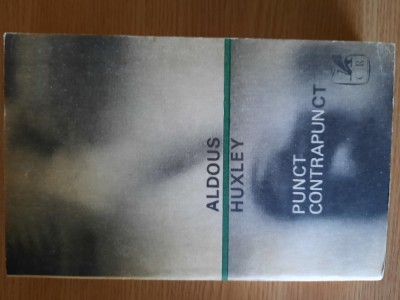 ALDOUS
HUXLEY
PUNCT
CONTRAPUNCT
C R